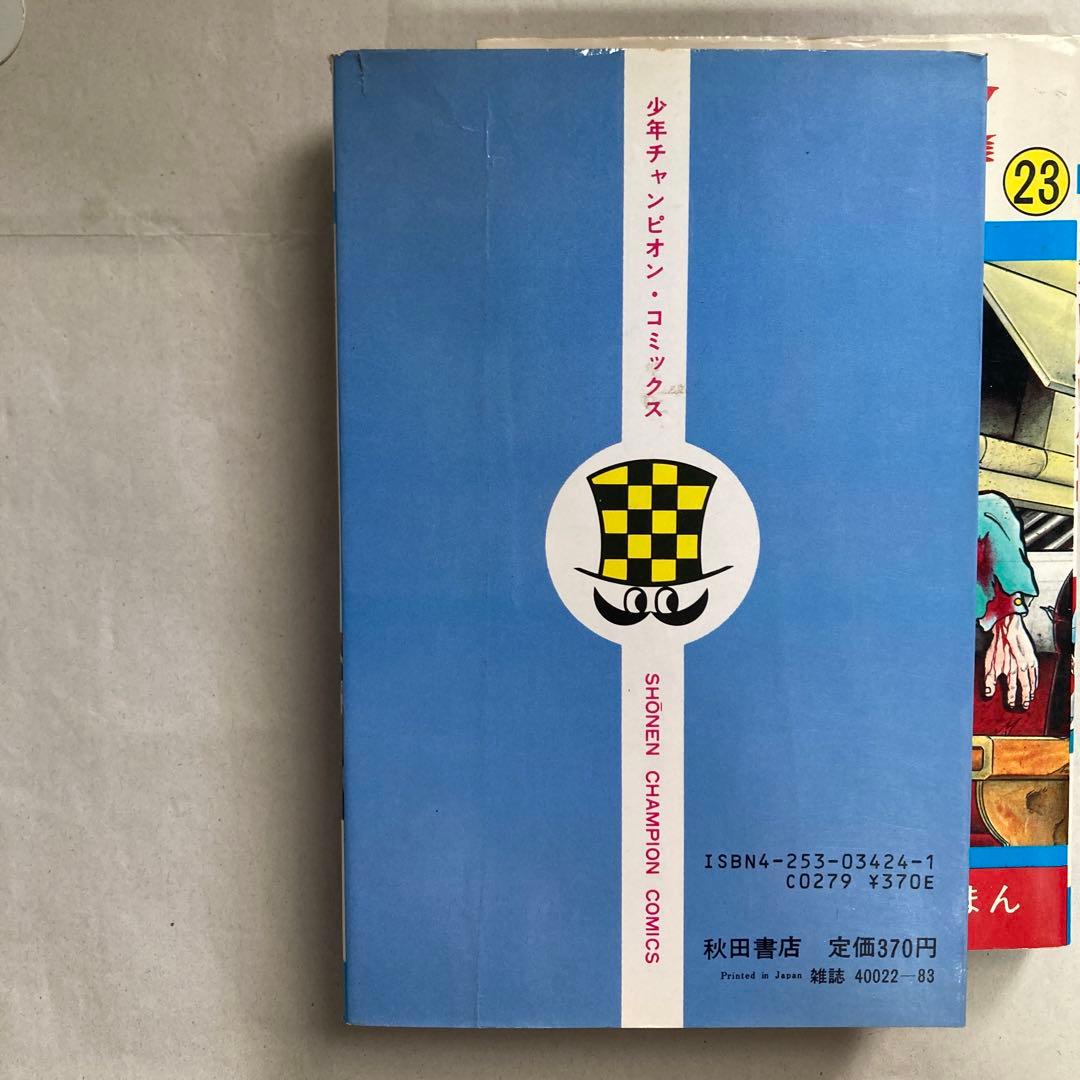 少年チャンピオン・コミックス
SHŌNEN CHAMPION COMICS
ISBN4-253-03424-1
C0279 ¥370E
秋田書店 定価370円
Printed in Japan 雑誌 40022-83
23
まん